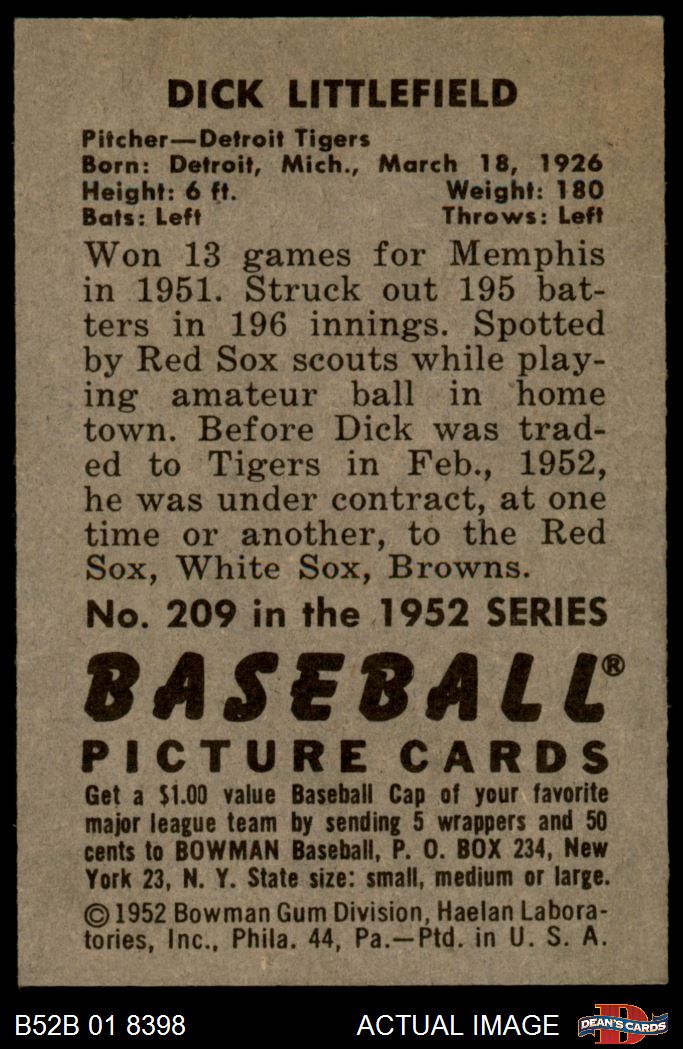 DICK LITTLEFIELD
Pitcher—Detroit Tigers
Born: Detroit, Mich., March 18, 1926
Height: 6 ft. Weight: 180
Bats: Left Throws: Left
Won 13 games for Memphis
in 1951. Struck out 195 bat-
ters in 196 innings. Spotted
by Red Sox scouts while play-
ing amateur ball in home
town. Before Dick was trad-
ed to Tigers in Feb., 1952,
he was under contract, at one
time or another, to the Red
Sox, White Sox, Browns.
No. 209 in the 1952 SERIES
BASEBALL®
PICTURE CARDS
Get a $1.00 value Baseball Cap of your favorite
major league team by sending 5 wrappers and 50
cents to BOWMAN Baseball, P. O. BOX 234, New
York 23, N. Y. State size: small, medium or large.
© 1952 Bowman Gum Division, Haelan Labora-
tories, Inc., Phila. 44, Pa.—Ptd. in U. S. A.
B52B 01 8398 ACTUAL IMAGE D DEAN'S CARDS